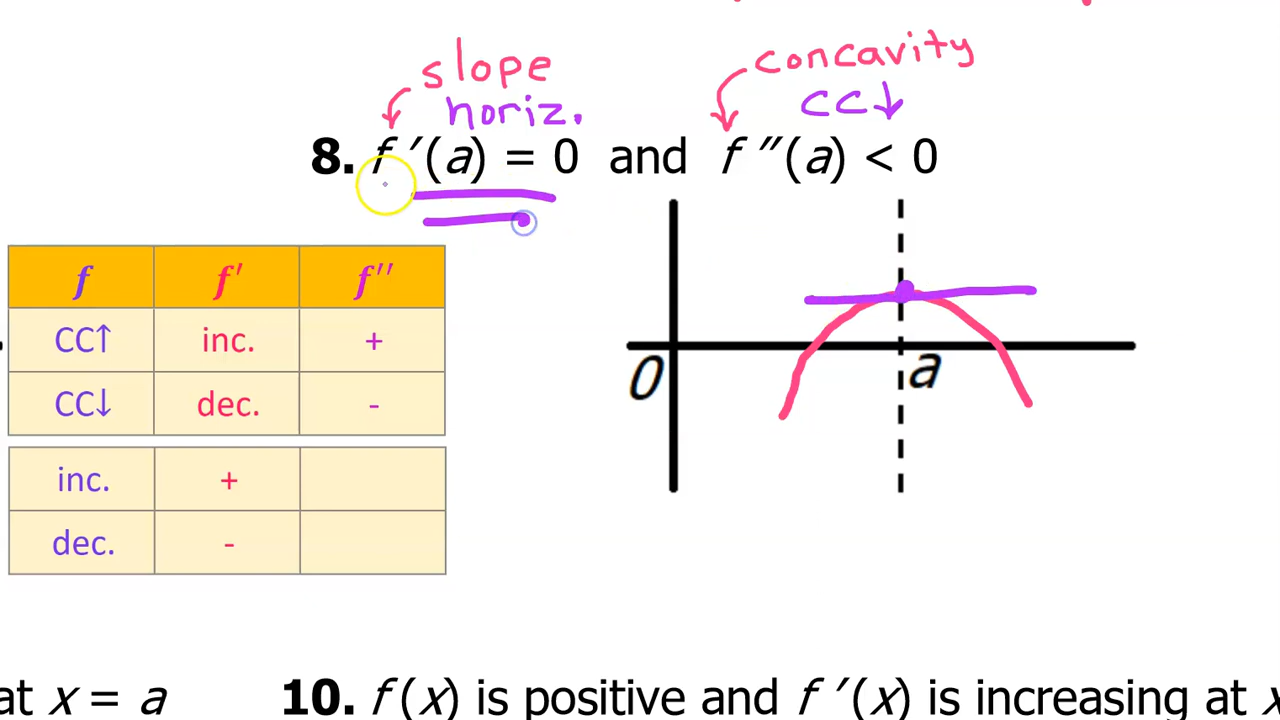 slope
concavity
horiz.
CC↓
8. f ′(a) = 0 and f ″(a) < 0
f f′ f′′
CC↑ inc. +
CC↓ dec. -
inc. +
dec. -
0
a
at x = a
10. f (x) is positive and f ′(x) is increasing at x